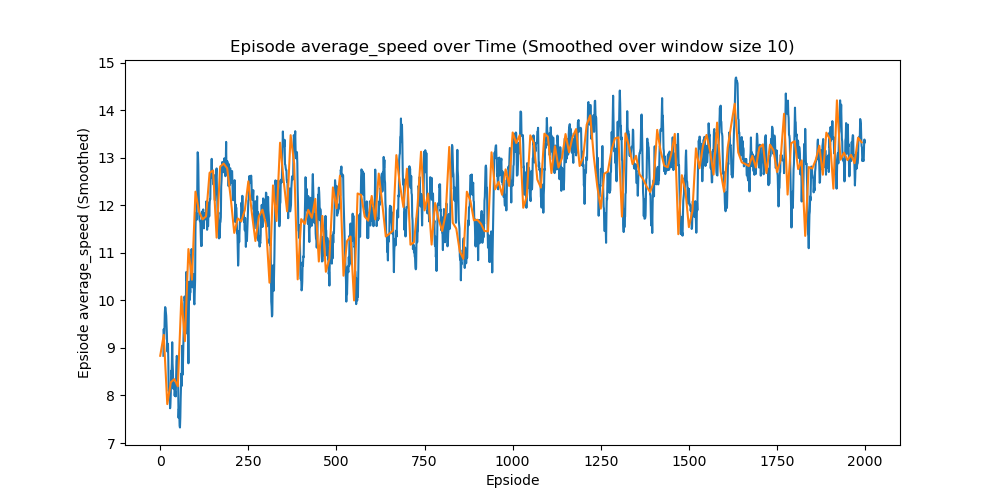 Episode average_speed over Time (Smoothed over window size 10)
15
14
13
12
11
10
9
8
7
Epsiode average_speed (Smoothed)
0 250 500 750 1000 1250 1500 1750 2000
Epsiode